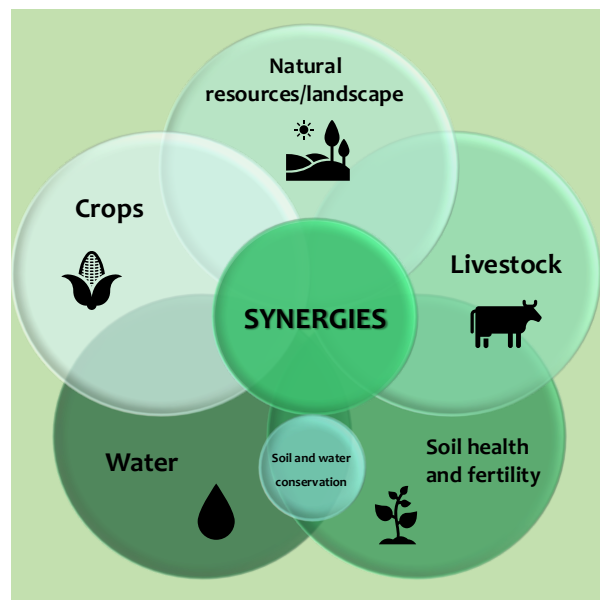 Natural
resources/landscape
Crops
Livestock
SYNERGIES
Water
Soil health
and fertility
Soil and water
conservation